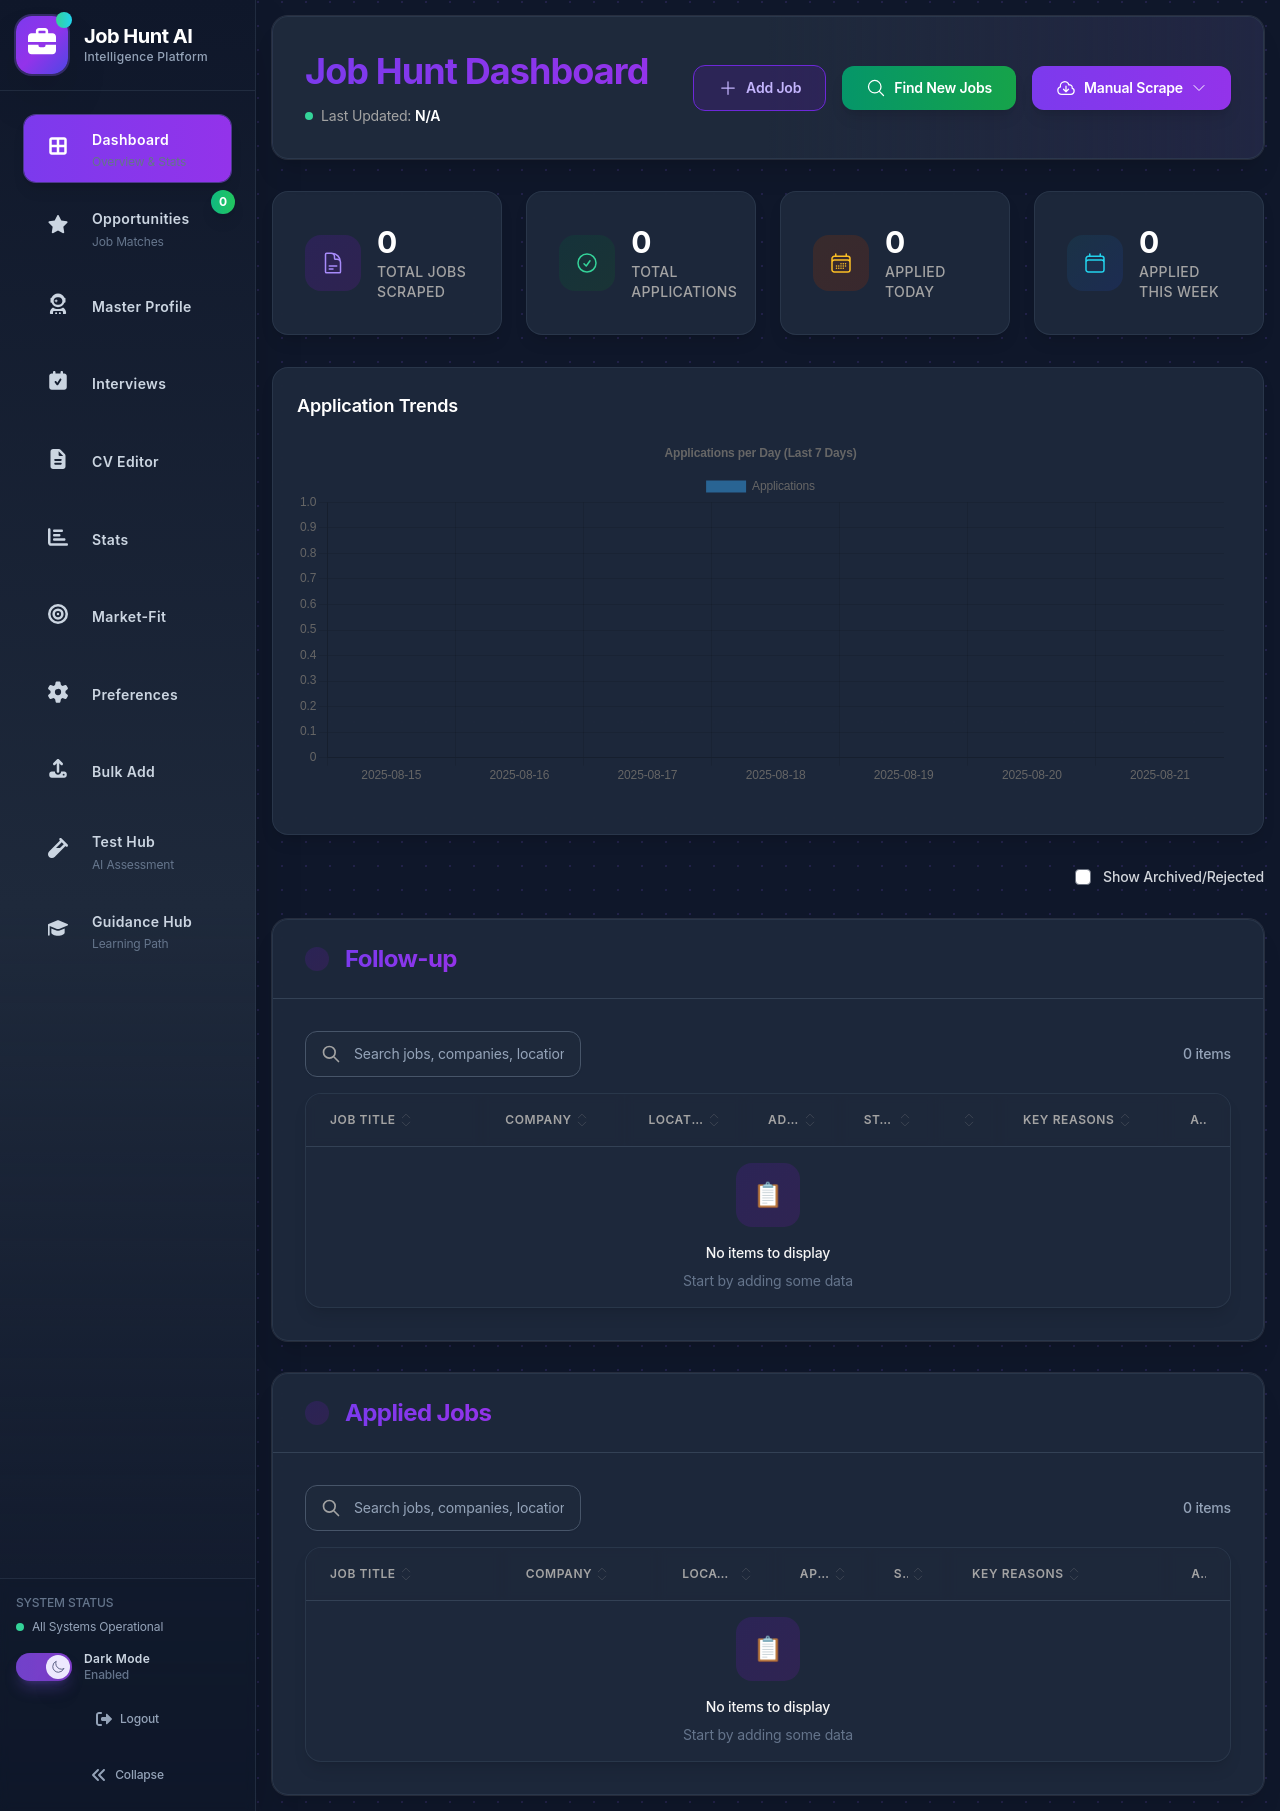 Job Hunt AI
Intelligence Platform
Dashboard
Overview & Stats
0
Opportunities
Job Matches
Master Profile
Interviews
CV Editor
Stats
Market-Fit
Preferences
Bulk Add
Test Hub
AI Assessment
Guidance Hub
Learning Path
SYSTEM STATUS
All Systems Operational
Dark Mode
Enabled
Logout
Collapse
Job Hunt Dashboard
Last Updated: N/A
Add Job
Find New Jobs
Manual Scrape
0
TOTAL JOBS
SCRAPED
0
TOTAL
APPLICATIONS
0
APPLIED
TODAY
0
APPLIED
THIS WEEK
Application Trends
Applications per Day (Last 7 Days)
Applications
1.0
0.9
0.8
0.7
0.6
0.5
0.4
0.3
0.2
0.1
0
2025-08-15 2025-08-16 2025-08-17 2025-08-18 2025-08-19 2025-08-20 2025-08-21
Show Archived/Rejected
Follow-up
Search jobs, companies, location
0 items
JOB TITLE COMPANY LOCAT... AD... ST... KEY REASONS A..
No items to display
Start by adding some data
Applied Jobs
Search jobs, companies, location
0 items
JOB TITLE COMPANY LOCA... AP... S.. KEY REASONS A..
No items to display
Start by adding some data